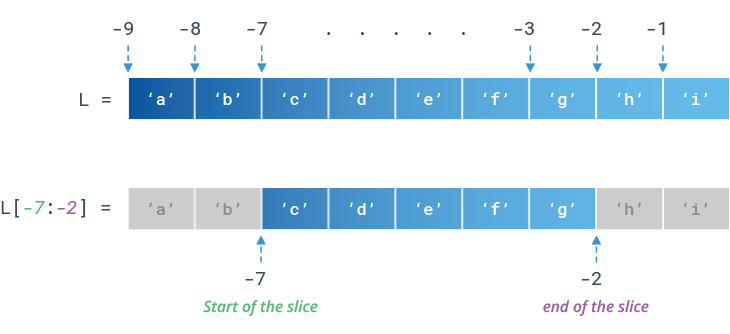 -9 -8 -7 . . . . . -3 -2 -1
L = ‘a’ ‘b’ ‘c’ ‘d’ ‘e’ ‘f’ ‘g’ ‘h’ ‘i’
L[-7:-2] = ‘a’ ‘b’ ‘c’ ‘d’ ‘e’ ‘f’ ‘g’ ‘h’ ‘i’
-7 -2
Start of the slice end of the slice